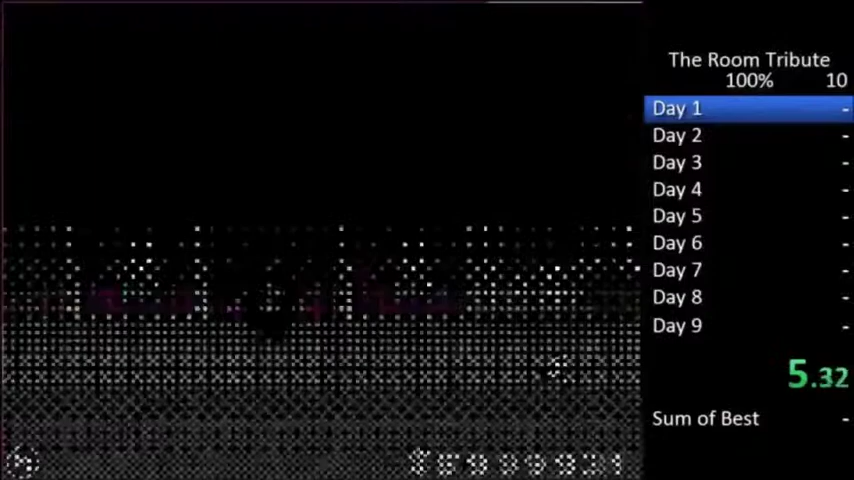 The Room Tribute
100% 10
Day 1 -
Day 2 -
Day 3 -
Day 4 -
Day 5 -
Day 6 -
Day 7 -
Day 8 -
Day 9 -
5.32
Sum of Best -